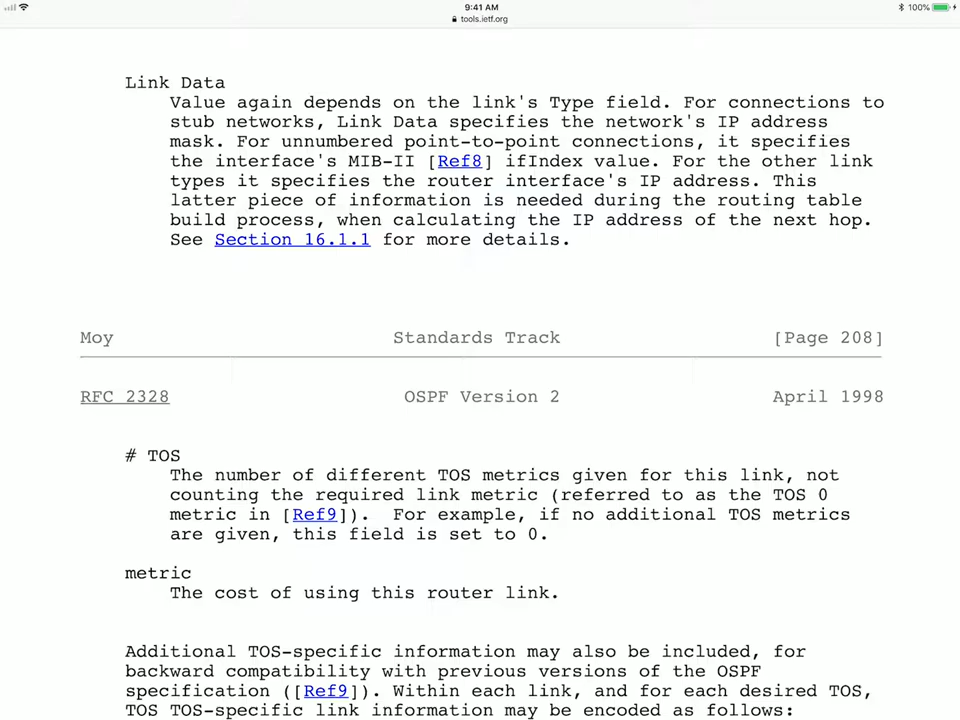 9:41 AM
100%
tools.ietf.org
Link Data
Value again depends on the link's Type field. For connections to
stub networks, Link Data specifies the network's IP address
mask. For unnumbered point-to-point connections, it specifies
the interface's MIB-II [Ref8] ifIndex value. For the other link
types it specifies the router interface's IP address. This
latter piece of information is needed during the routing table
build process, when calculating the IP address of the next hop.
See Section 16.1.1 for more details.
Moy Standards Track [Page 208]
RFC 2328 OSPF Version 2 April 1998
# TOS
The number of different TOS metrics given for this link, not
counting the required link metric (referred to as the TOS 0
metric in [Ref9]). For example, if no additional TOS metrics
are given, this field is set to 0.
metric
The cost of using this router link.
Additional TOS-specific information may also be included, for
backward compatibility with previous versions of the OSPF
specification ([Ref9]). Within each link, and for each desired TOS,
TOS TOS-specific link information may be encoded as follows: